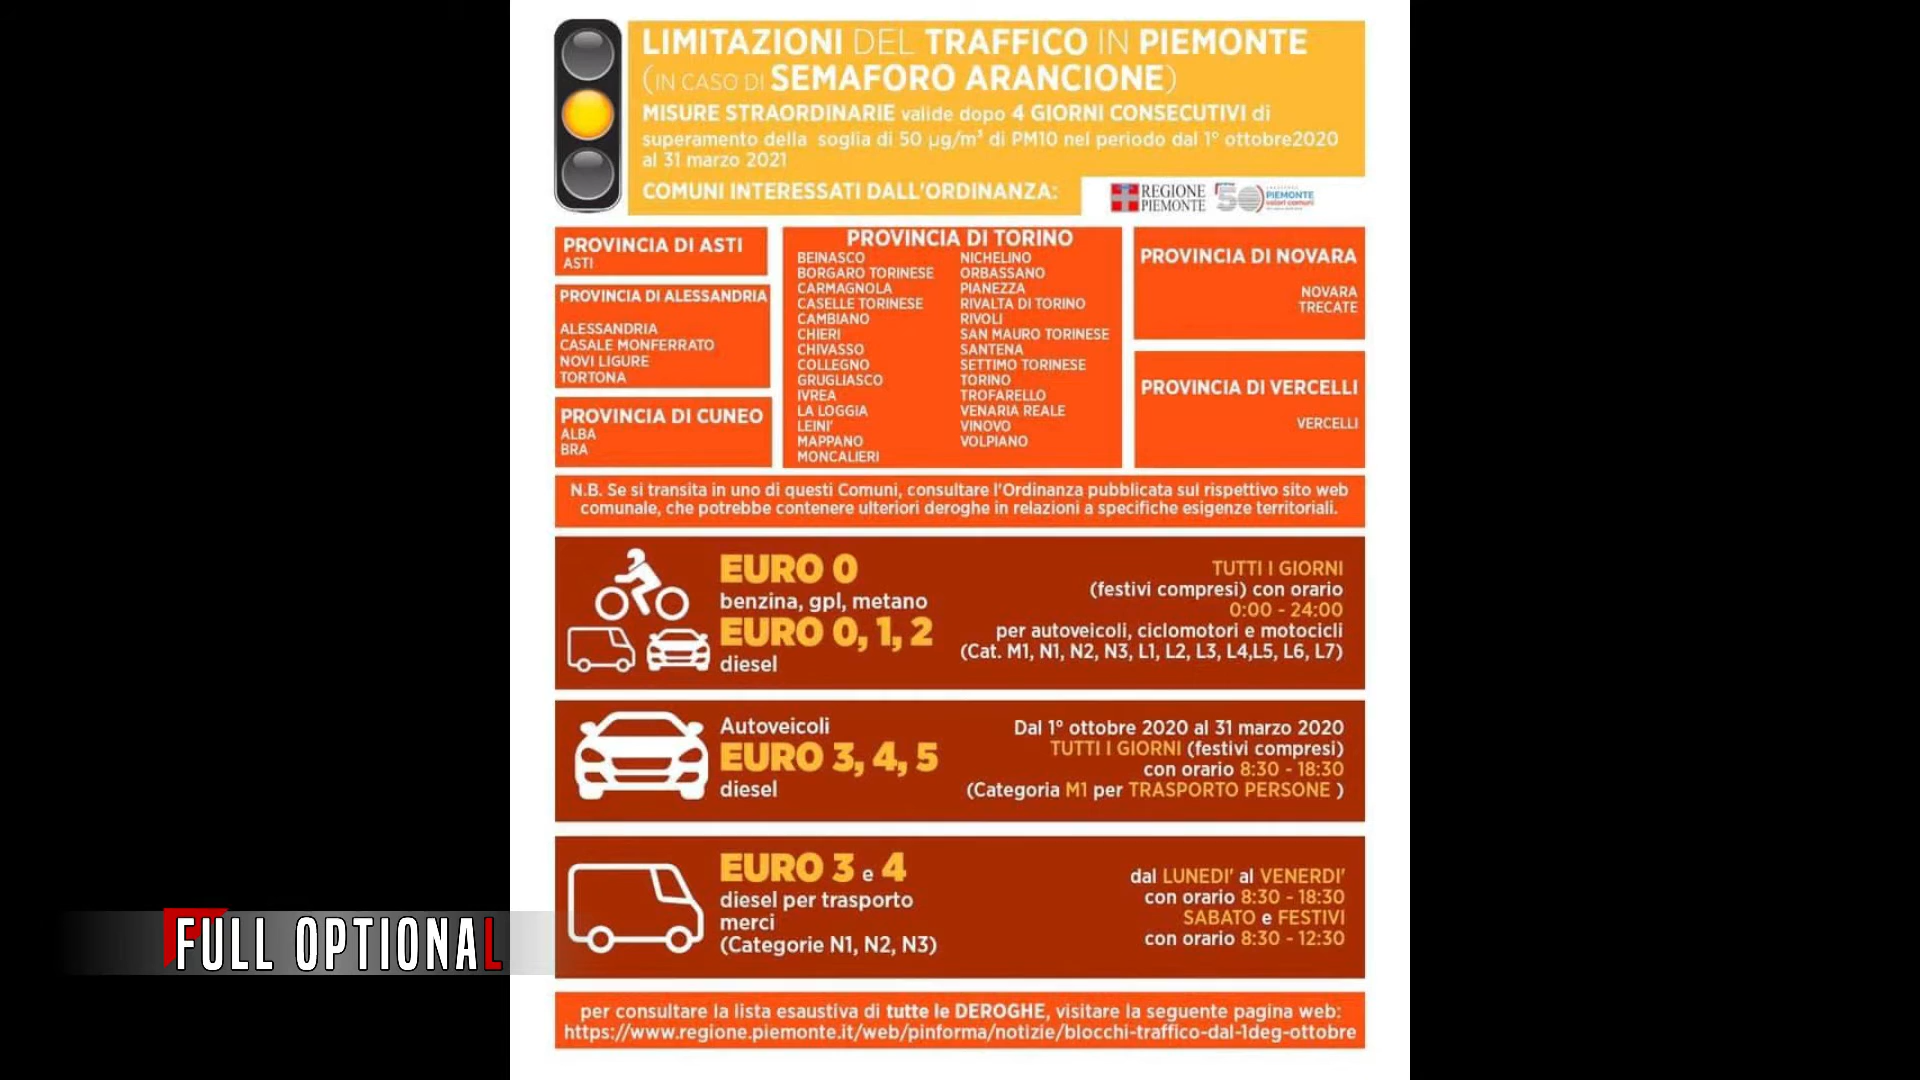 LIMITAZIONI DEL TRAFFICO IN PIEMONTE
(IN CASO DI SEMAFORO ARANCIONE)
MISURE STRAORDINARIE valide dopo 4 GIORNI CONSECUTIVI di
superamento della soglia di 50 µg/m³ di PM10 nel periodo dal 1° ottobre2020
al 31 marzo 2021
COMUNI INTERESSATI DALL'ORDINANZA:
REGIONE
PIEMONTE
50
PIEMONTE
valori comuni
PROVINCIA DI ASTI
ASTI
PROVINCIA DI ALESSANDRIA
ALESSANDRIA
CASALE MONFERRATO
NOVI LIGURE
TORTONA
PROVINCIA DI CUNEO
ALBA
BRA
PROVINCIA DI TORINO
BEINASCO
BORGARO TORINESE
CARMAGNOLA
CASELLE TORINESE
CAMBIANO
CHIERI
CHIVASSO
COLLEGNO
GRUGLIASCO
IVREA
LA LOGGIA
LEINI'
MAPPANO
MONCALIERI
NICHELINO
ORBASSANO
PIANEZZA
RIVALTA DI TORINO
RIVOLI
SAN MAURO TORINESE
SANTENA
SETTIMO TORINESE
TORINO
TROFARELLO
VENARIA REALE
VINOVO
VOLPIANO
PROVINCIA DI NOVARA
NOVARA
TRECATE
PROVINCIA DI VERCELLI
VERCELLI
N.B. Se si transita in uno di questi Comuni, consultare l'Ordinanza pubblicata sul rispettivo sito web
comunale, che potrebbe contenere ulteriori deroghe in relazioni a specifiche esigenze territoriali.
EURO 0
benzina, gpl, metano
EURO 0, 1, 2
diesel
TUTTI I GIORNI
(festivi compresi) con orario
0:00 - 24:00
per autoveicoli, ciclomotori e motocicli
(Cat. M1, N1, N2, N3, L1, L2, L3, L4,L5, L6, L7)
Autoveicoli
EURO 3, 4, 5
diesel
Dal 1° ottobre 2020 al 31 marzo 2020
TUTTI I GIORNI (festivi compresi)
con orario 8:30 - 18:30
(Categoria M1 per TRASPORTO PERSONE )
EURO 3 e 4
diesel per trasporto
merci
(Categorie N1, N2, N3)
dal LUNEDI' al VENERDI'
con orario 8:30 - 18:30
SABATO e FESTIVI
con orario 8:30 - 12:30
FULL OPTIONAL
per consultare la lista esaustiva di tutte le DEROGHE, visitare la seguente pagina web:
https://www.regione.piemonte.it/web/pinforma/notizie/blocchi-traffico-dal-1deg-ottobre